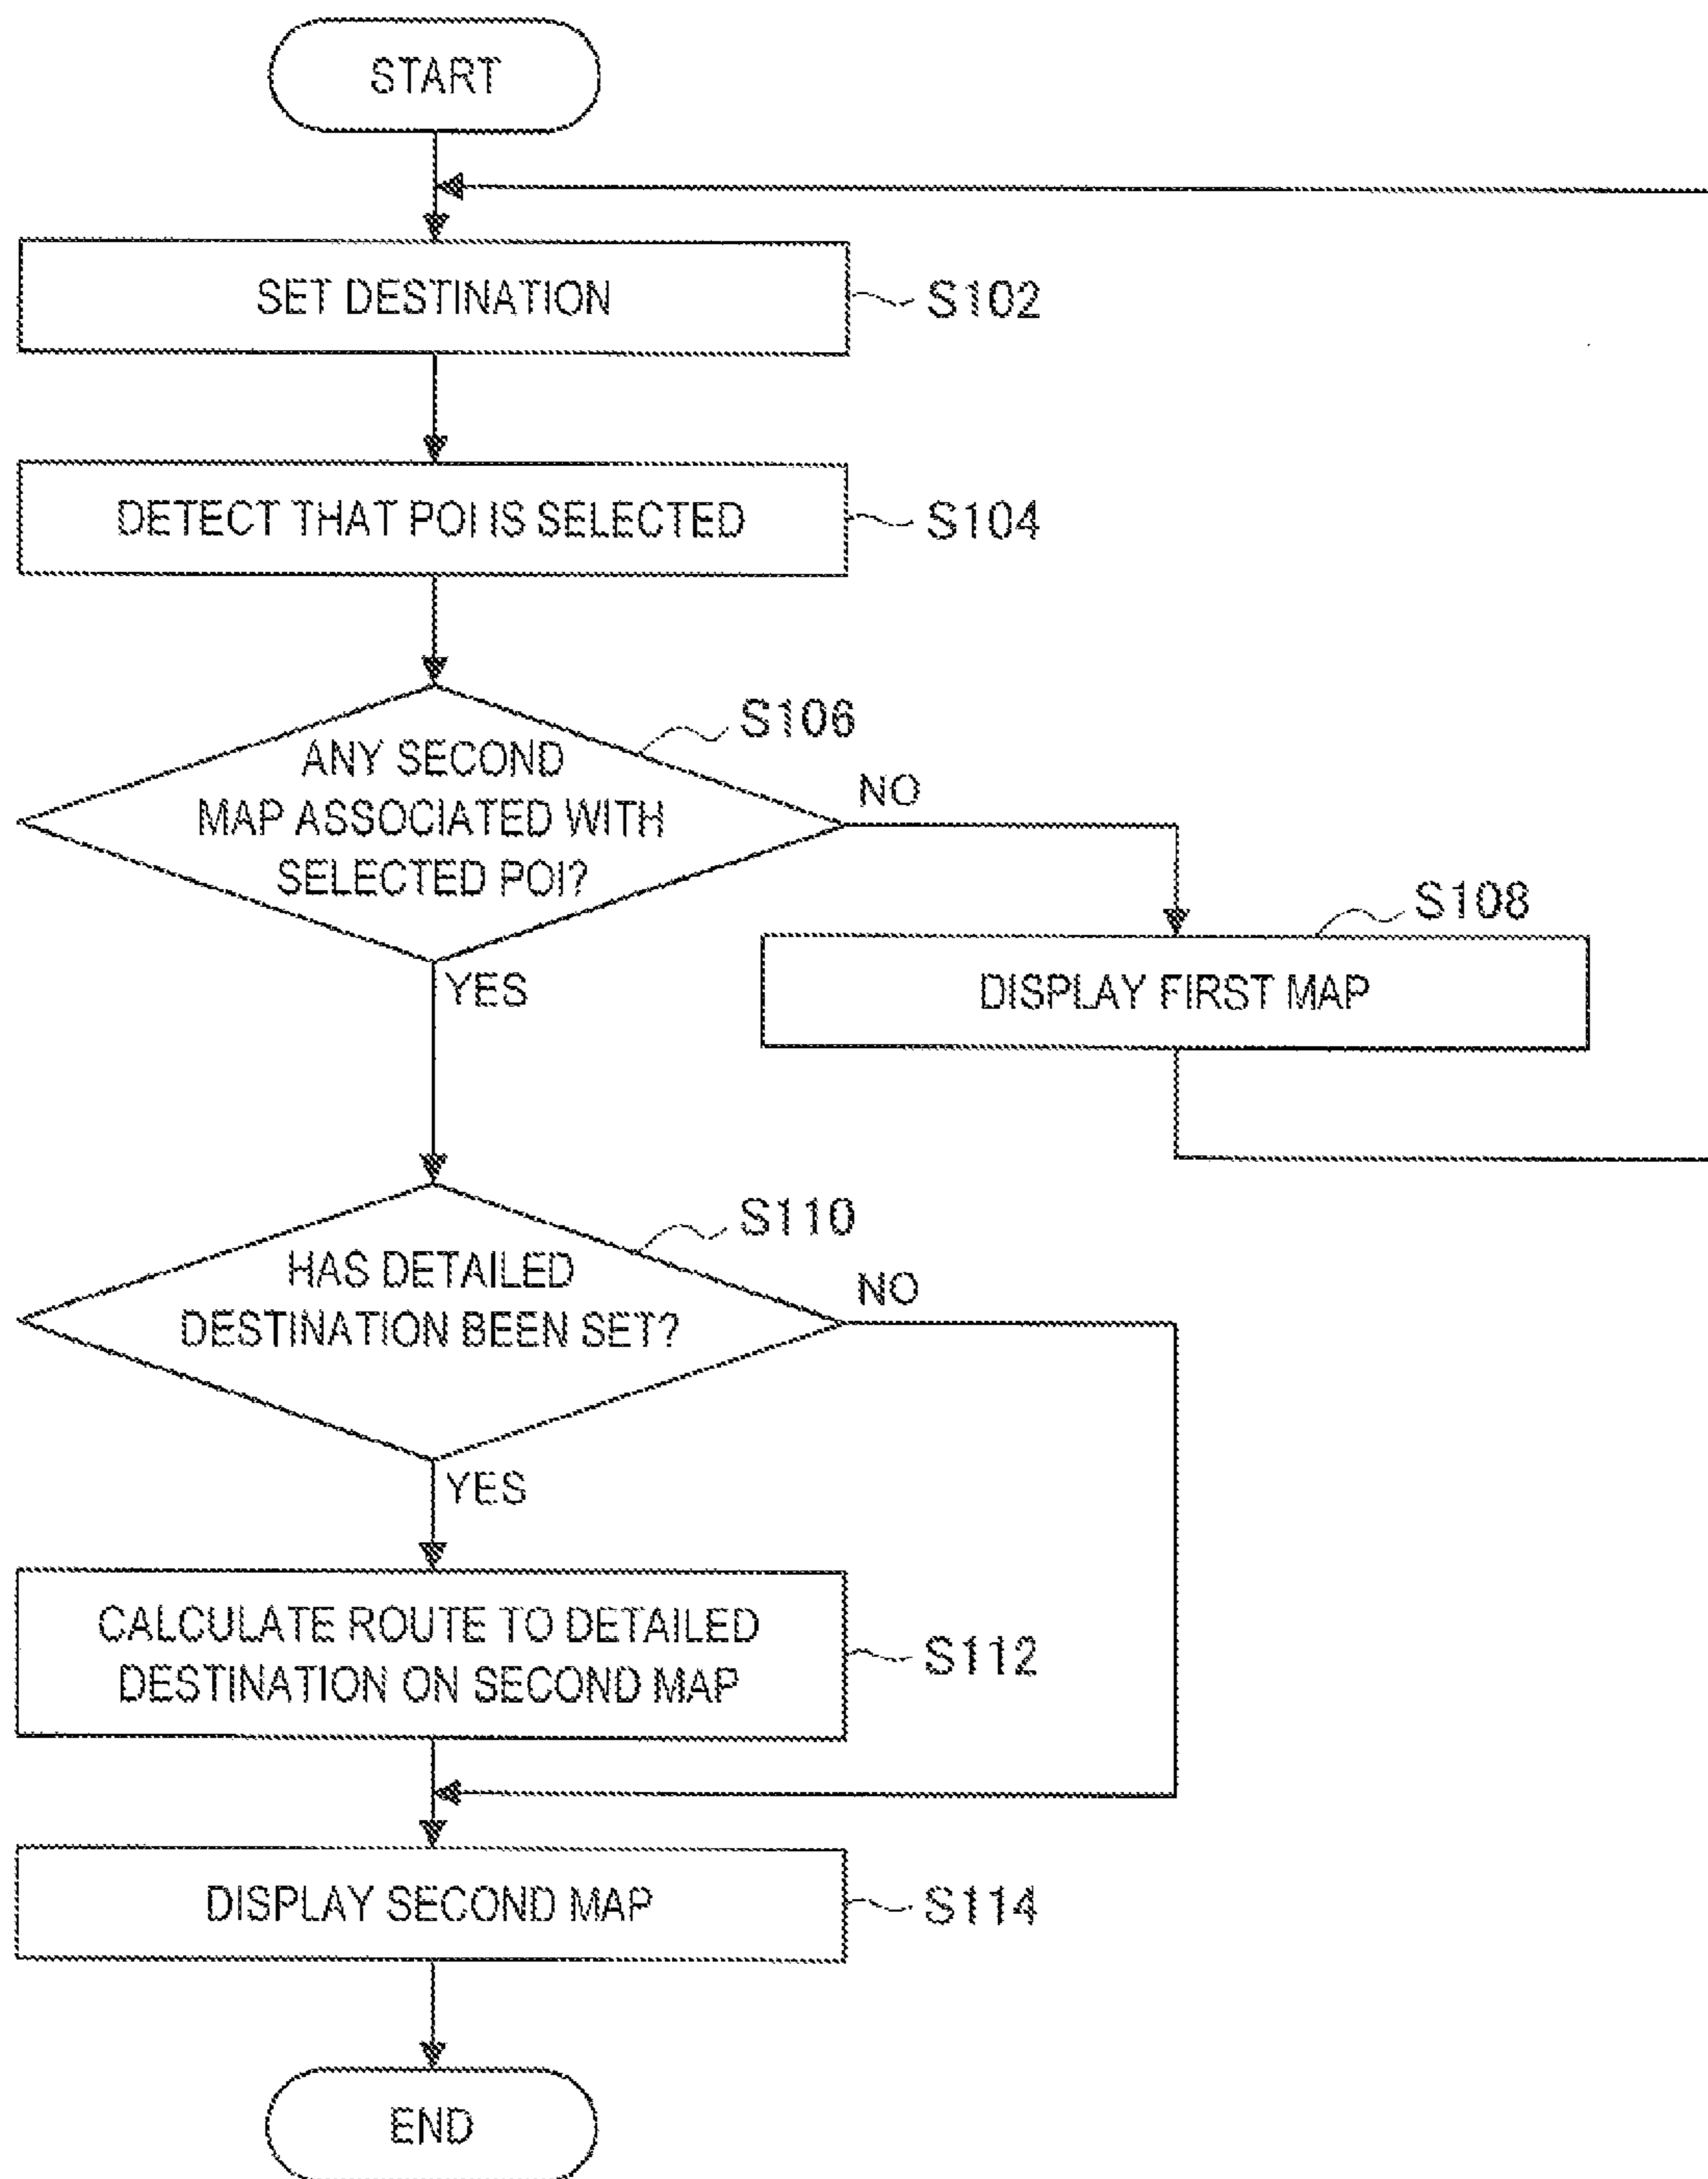 START
SET DESTINATION
S102
DETECT THAT POI IS SELECTED
S104
S106
ANY SECOND
MAP ASSOCIATED WITH
SELECTED POI?
NO
YES
S108
DISPLAY FIRST MAP
S110
HAS DETAILED
DESTINATION BEEN SET?
NO
YES
CALCULATE ROUTE TO DETAILED
DESTINATION ON SECOND MAP
S112
DISPLAY SECOND MAP
S114
END